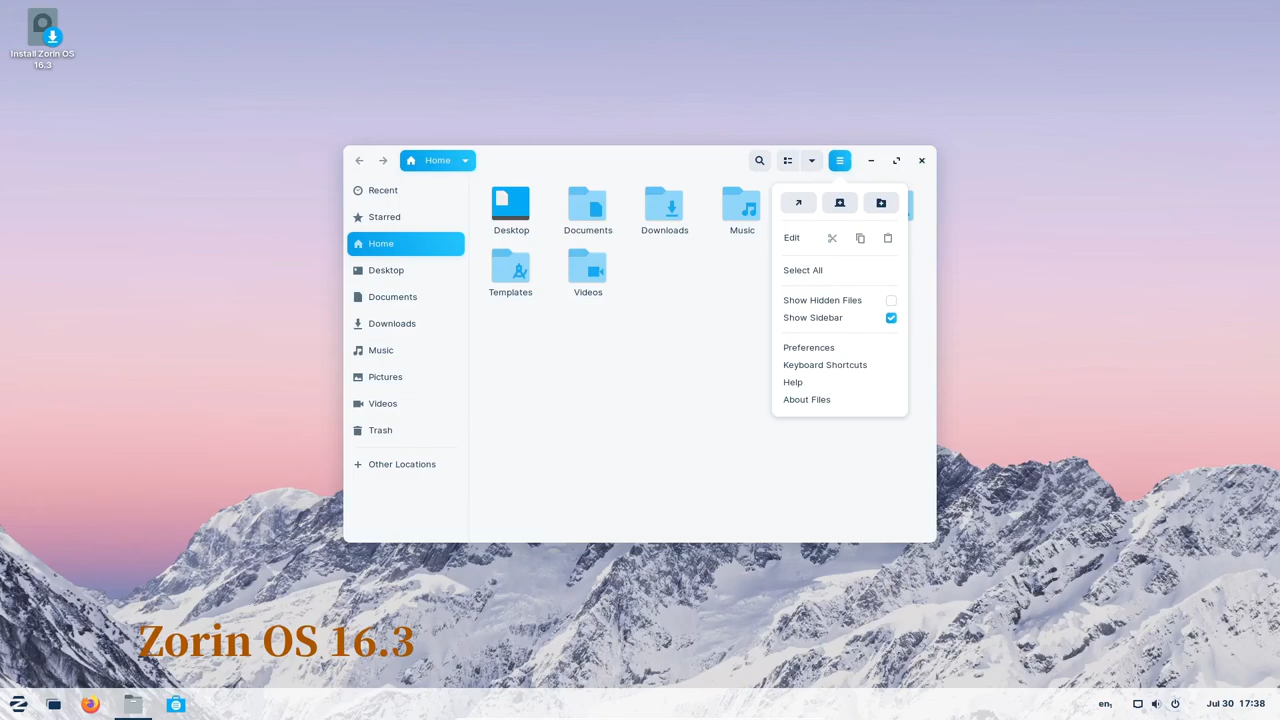 Install Zorin OS
16.3
Home
Recent
Starred
Home
Desktop
Documents
Downloads
Music
Pictures
Videos
Trash
Other Locations
Desktop
Documents
Downloads
Music
Templates
Videos
Edit
Select All
Show Hidden Files
Show Sidebar
Preferences
Keyboard Shortcuts
Help
About Files
Zorin OS 16.3
en₁
Jul 30 17:38